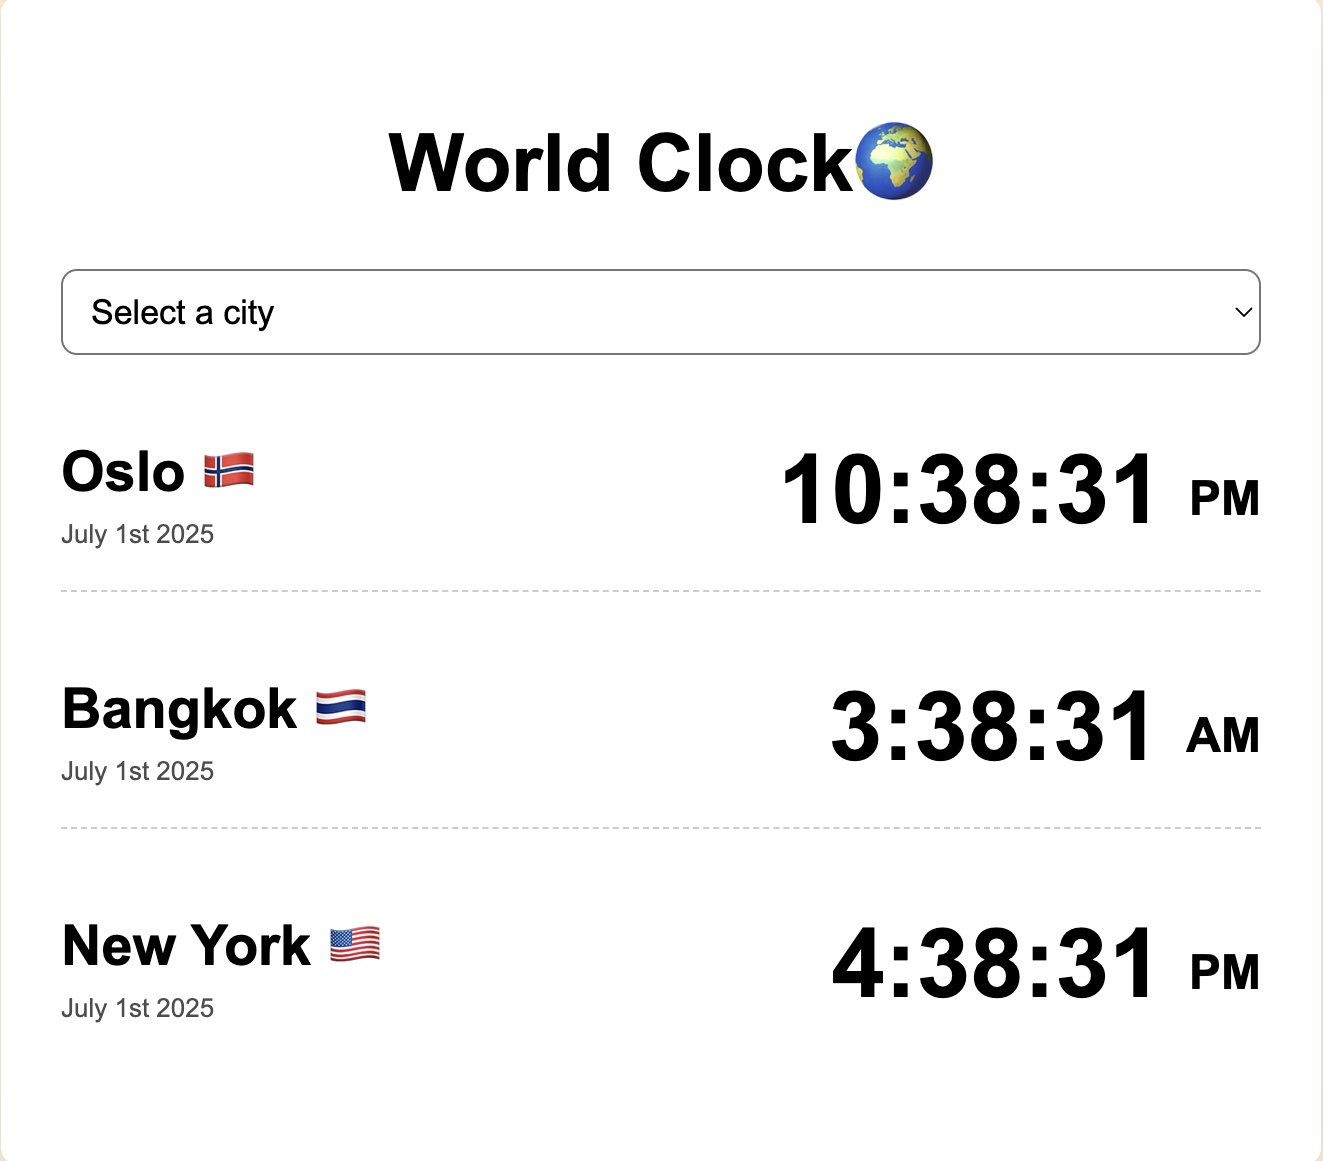 World Clock🌍
Select a city
Oslo 🇳🇴
10:38:31 PM
July 1st 2025
Bangkok 🇹🇭
3:38:31 AM
July 1st 2025
New York 🇺🇸
4:38:31 PM
July 1st 2025